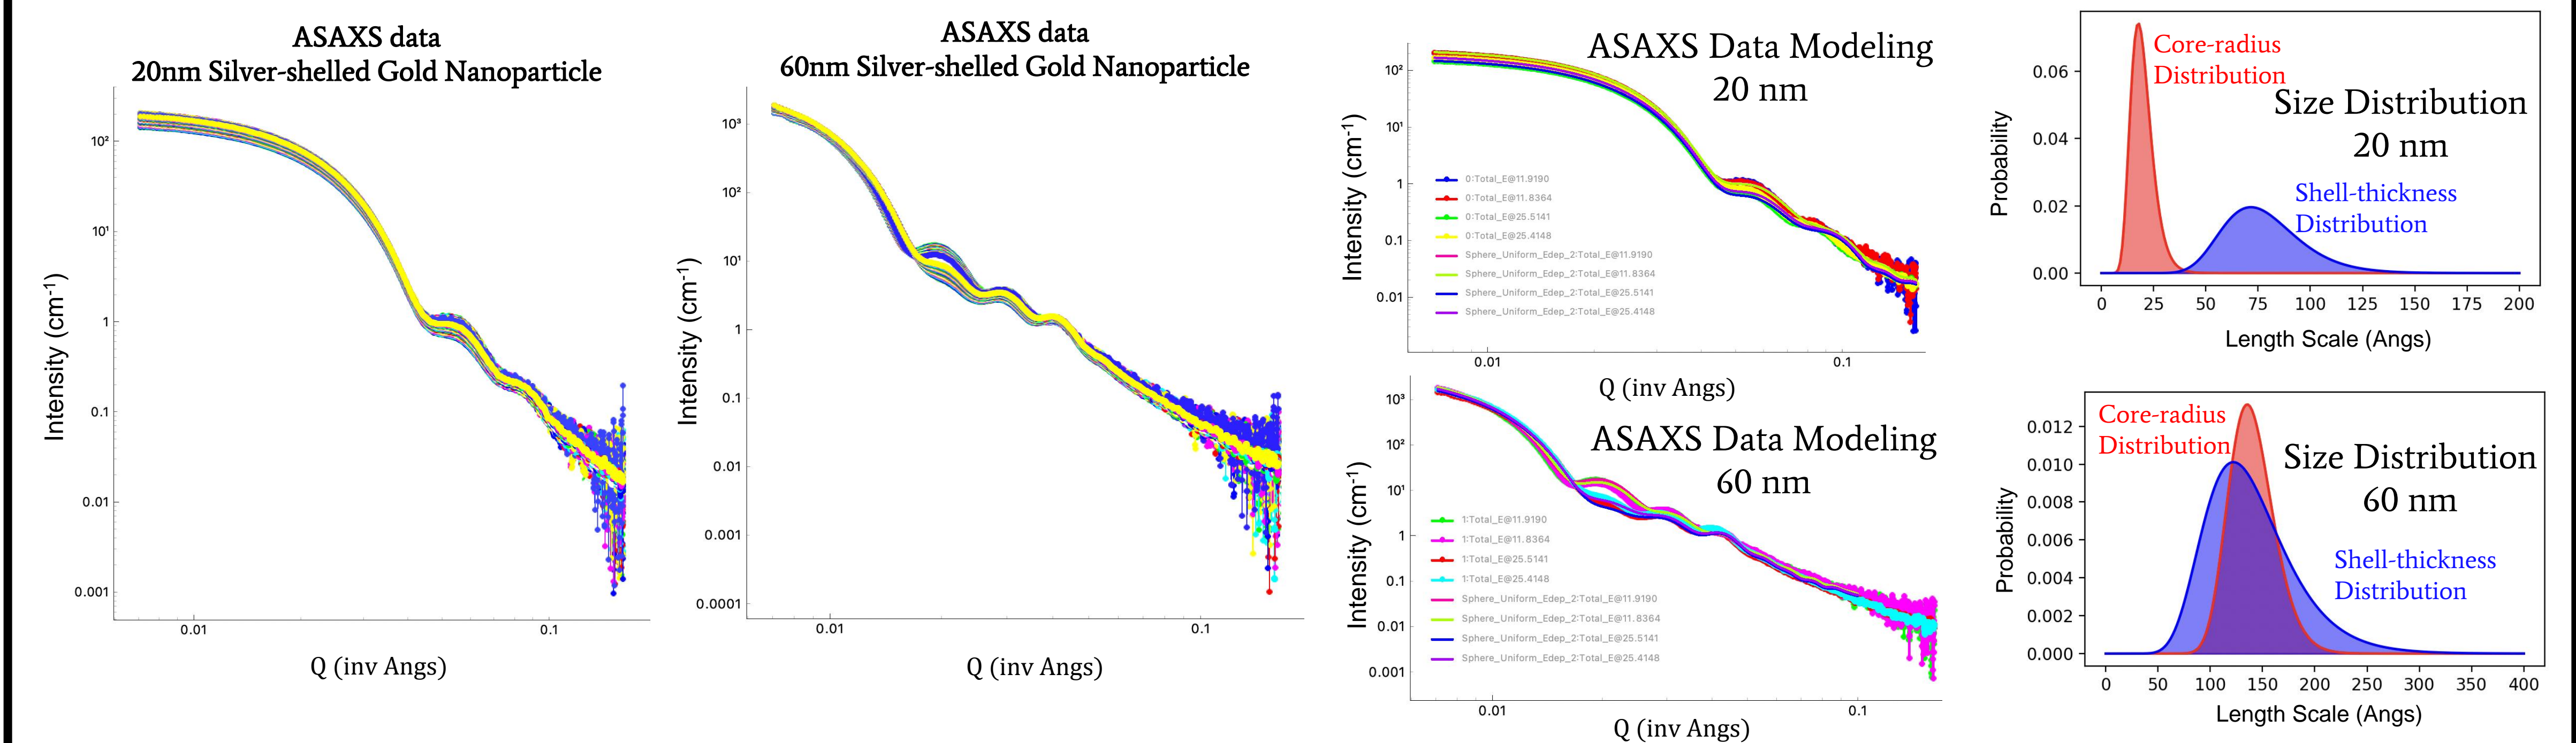 ASAXS data
20nm Silver-shelled Gold Nanoparticle
10²
10¹
1
0.1
0.01
0.001
Intensity (cm⁻¹)
0.01
0.1
Q (inv Angs)
ASAXS data
60nm Silver-shelled Gold Nanoparticle
10³
10²
10¹
1
0.1
0.01
0.001
0.0001
Intensity (cm⁻¹)
0.01
0.1
Q (inv Angs)
ASAXS Data Modeling
20 nm
10²
10¹
1
0.1
0.01
Intensity (cm⁻¹)
0:Total_E@11.9190
0:Total_E@11.8364
0:Total_E@25.5141
0:Total_E@25.4148
Sphere_Uniform_Edep_2:Total_E@11.9190
Sphere_Uniform_Edep_2:Total_E@11.8364
Sphere_Uniform_Edep_2:Total_E@25.5141
Sphere_Uniform_Edep_2:Total_E@25.4148
0.01
0.1
Q (inv Angs)
ASAXS Data Modeling
60 nm
10³
10²
10¹
1
0.1
0.01
0.001
Intensity (cm⁻¹)
1:Total_E@11.9190
1:Total_E@11.8364
1:Total_E@25.5141
1:Total_E@25.4148
Sphere_Uniform_Edep_2:Total_E@11.9190
Sphere_Uniform_Edep_2:Total_E@11.8364
Sphere_Uniform_Edep_2:Total_E@25.5141
Sphere_Uniform_Edep_2:Total_E@25.4148
0.01
0.1
Q (inv Angs)
Core-radius
Distribution
Size Distribution
20 nm
Shell-thickness
Distribution
0.06
0.04
0.02
0.00
Probability
0 25 50 75 100 125 150 175 200
Length Scale (Angs)
Core-radius
Distribution
Size Distribution
60 nm
Shell-thickness
Distribution
0.012
0.010
0.008
0.006
0.004
0.002
0.000
Probability
0 50 100 150 200 250 300 350 400
Length Scale (Angs)